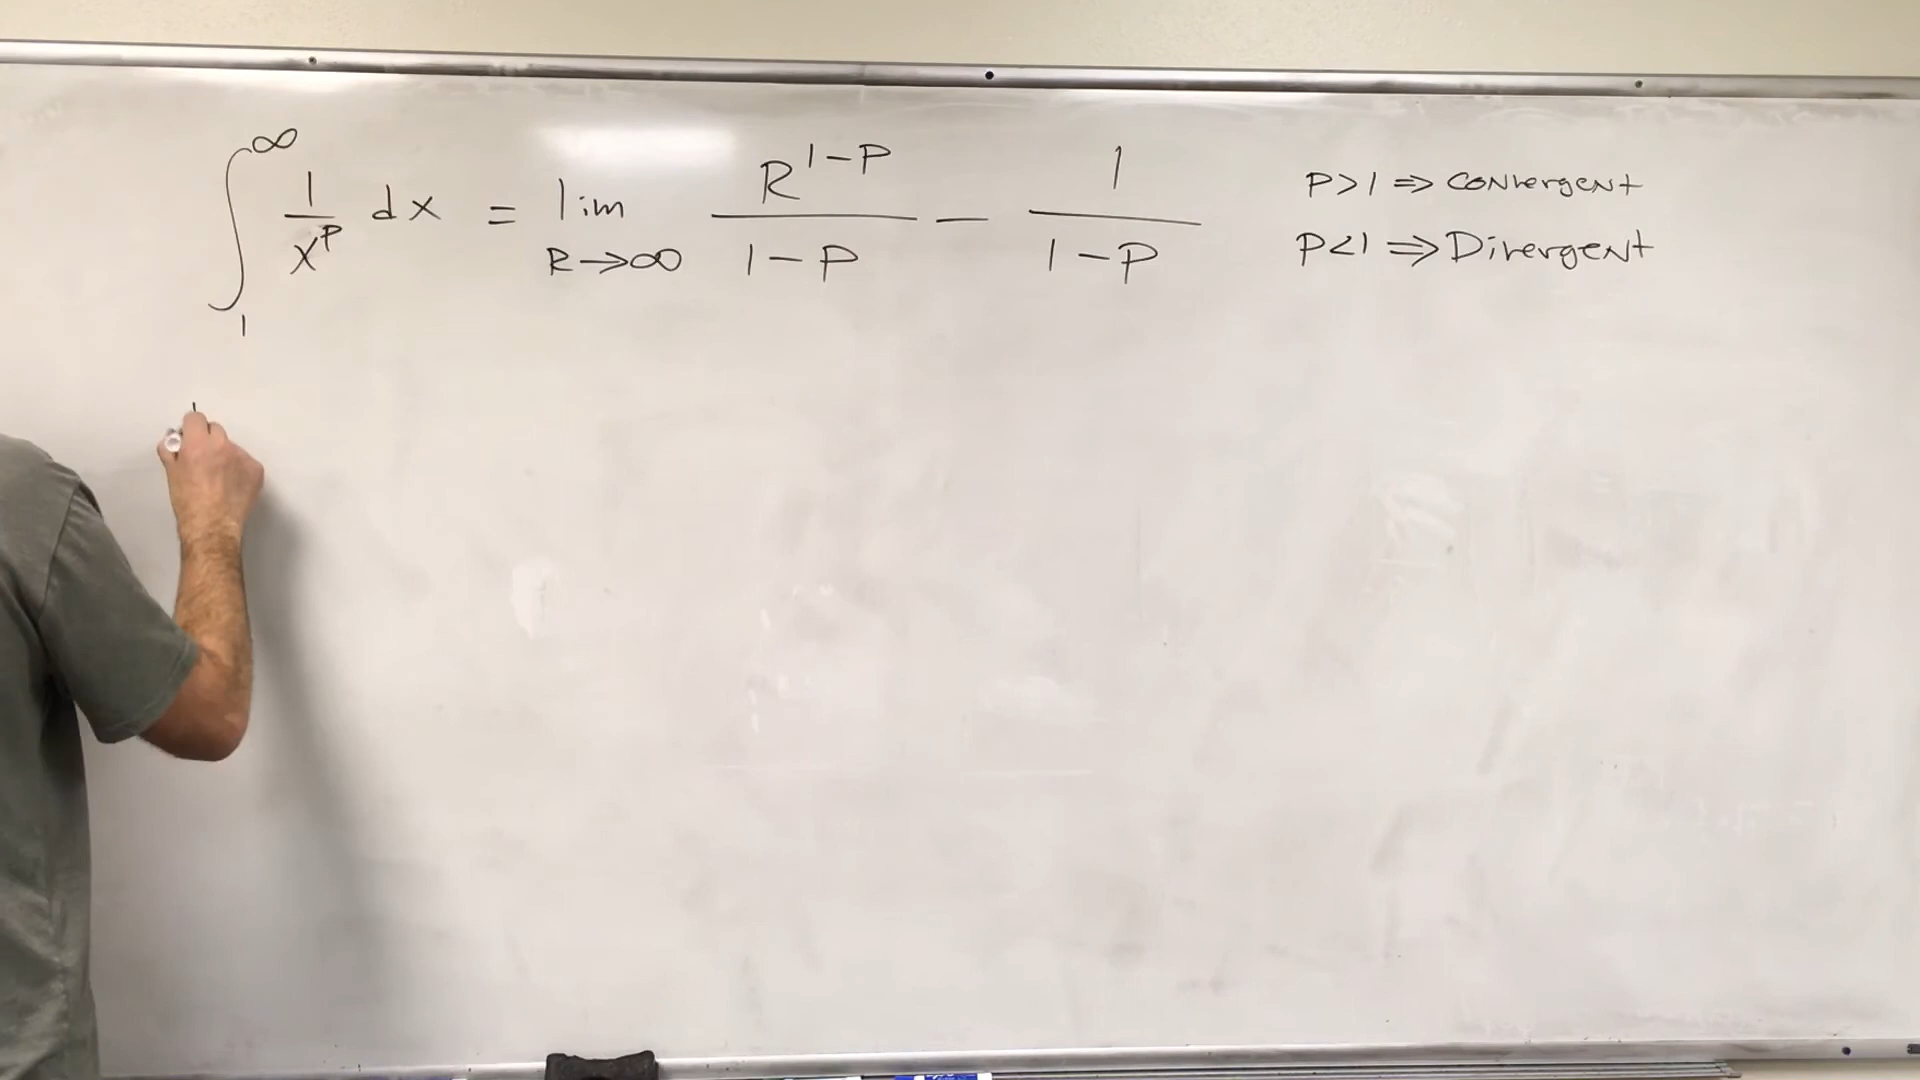 ∫₁^∞ 1/x^p dx = lim R→∞ R^(1-P)/(1-P) - 1/(1-P)
P>1 ⇒ Convergent
P<1 ⇒ Divergent